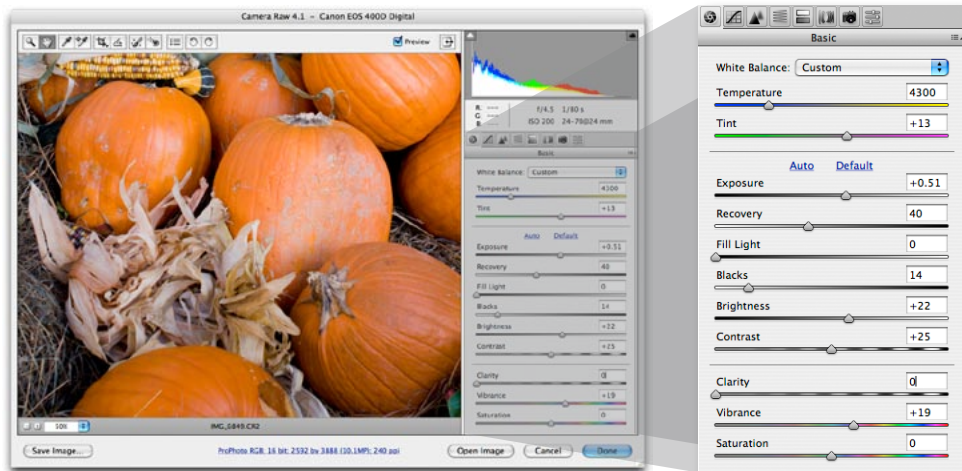 Camera Raw 4.1 – Canon EOS 400D Digital
Preview
R: ----
G: ----
B: ----
f/4.5 1/80 s
ISO 200 24-70@24 mm
Basic
White Balance: Custom
Temperature 4300
Tint +13
Auto Default
Exposure +0.51
Recovery 40
Fill Light 0
Blacks 14
Brightness +22
Contrast +25
Clarity 0
Vibrance +19
Saturation 0
50%
IMG_6849.CR2
Save Image...
ProPhoto RGB; 16 bit; 2592 by 3888 (10.1MP); 240 ppi
Open Image
Cancel
Done
Basic
White Balance: Custom
Temperature 4300
Tint +13
Auto Default
Exposure +0.51
Recovery 40
Fill Light 0
Blacks 14
Brightness +22
Contrast +25
Clarity 0
Vibrance +19
Saturation 0